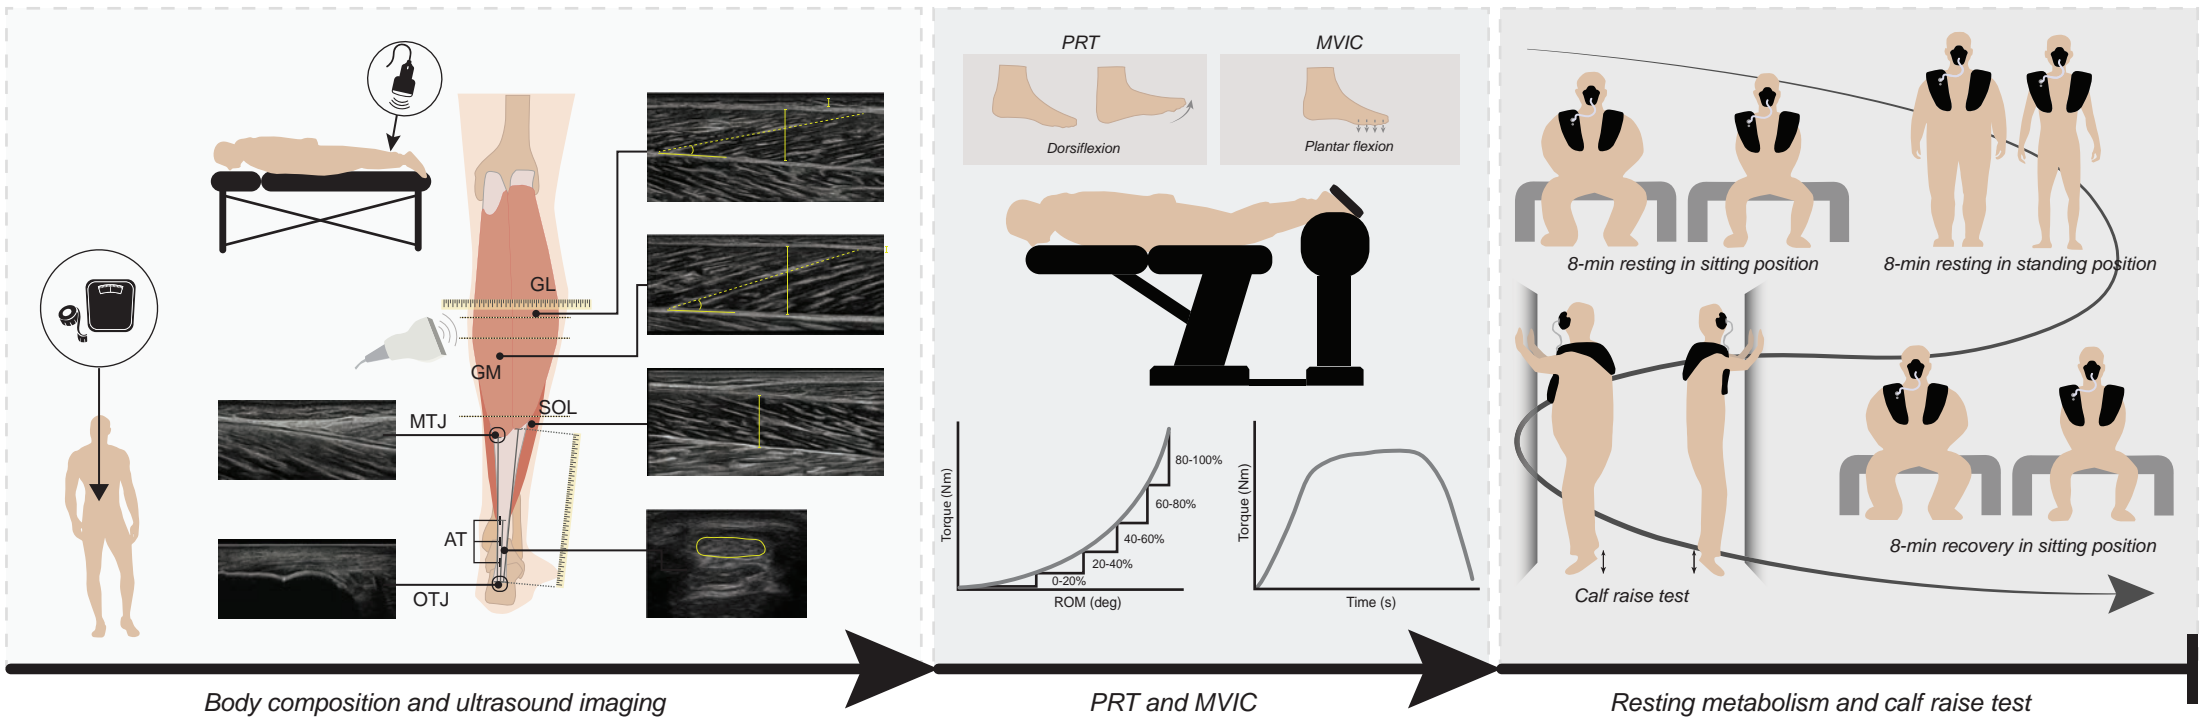 GL
GM
MTJ
SOL
AT
OTJ
Body composition and ultrasound imaging
PRT
MVIC
Dorsiflexion
Plantar flexion
Torque (Nm)
80-100%
60-80%
40-60%
20-40%
0-20%
ROM (deg)
Torque (Nm)
Time (s)
PRT and MVIC
8-min resting in sitting position
8-min resting in standing position
8-min recovery in sitting position
Calf raise test
Resting metabolism and calf raise test